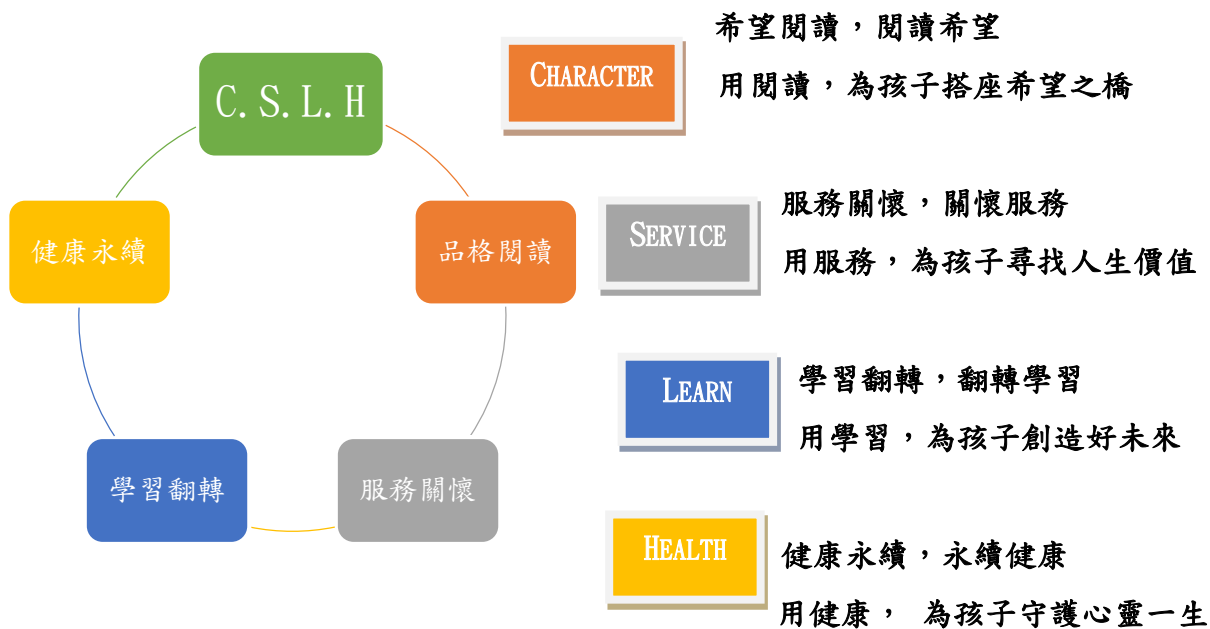 C.S.L.H
健康永續
品格閱讀
學習翻轉
服務關懷
CHARACTER
希望閱讀，閱讀希望
用閱讀，為孩子搭座希望之橋
SERVICE
服務關懷，關懷服務
用服務，為孩子尋找人生價值
LEARN
學習翻轉，翻轉學習
用學習，為孩子創造好未來
HEALTH
健康永續，永續健康
用健康， 為孩子守護心靈一生